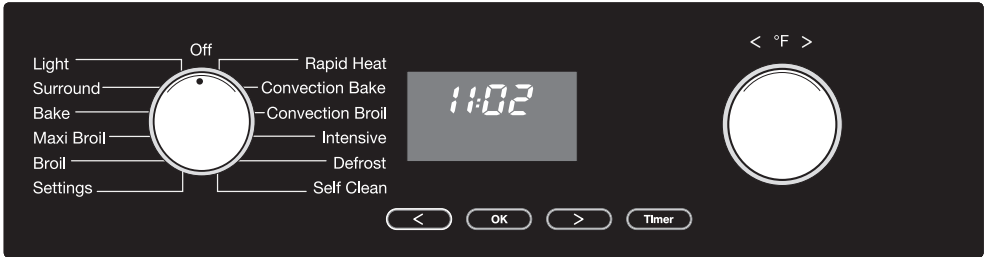 Off
Light
Surround
Bake
Maxi Broil
Broil
Settings
Rapid Heat
Convection Bake
Convection Broil
Intensive
Defrost
Self Clean
11:02
< °F >
<
OK
>
TImer